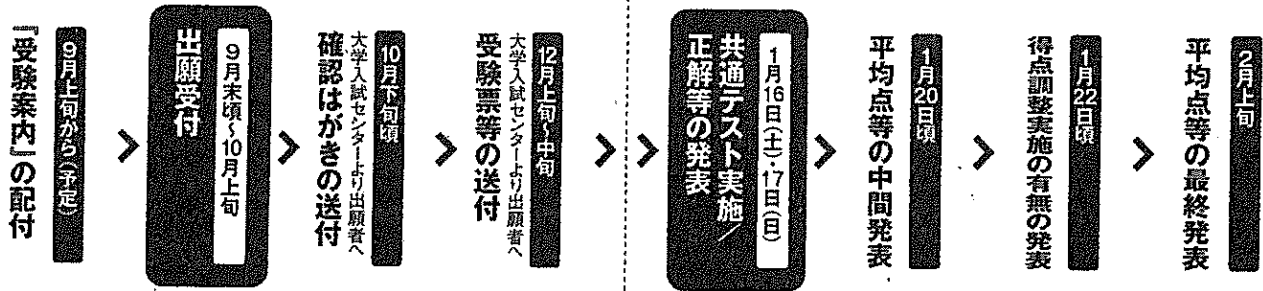 9月上旬から(予定)
『受験案内』の配付
9月末頃~10月上旬
出願受付
10月下旬頃
大学入試センターより出願者へ
確認はがきの送付
12月上旬~中旬
大学入試センターより出願者へ
受験票等の送付
1月16日(土)・17日(日)
共通テスト実施/
正解等の発表
1月20日頃
平均点等の中間発表
1月22日頃
得点調整実施の有無の発表
2月上旬
平均点等の最終発表